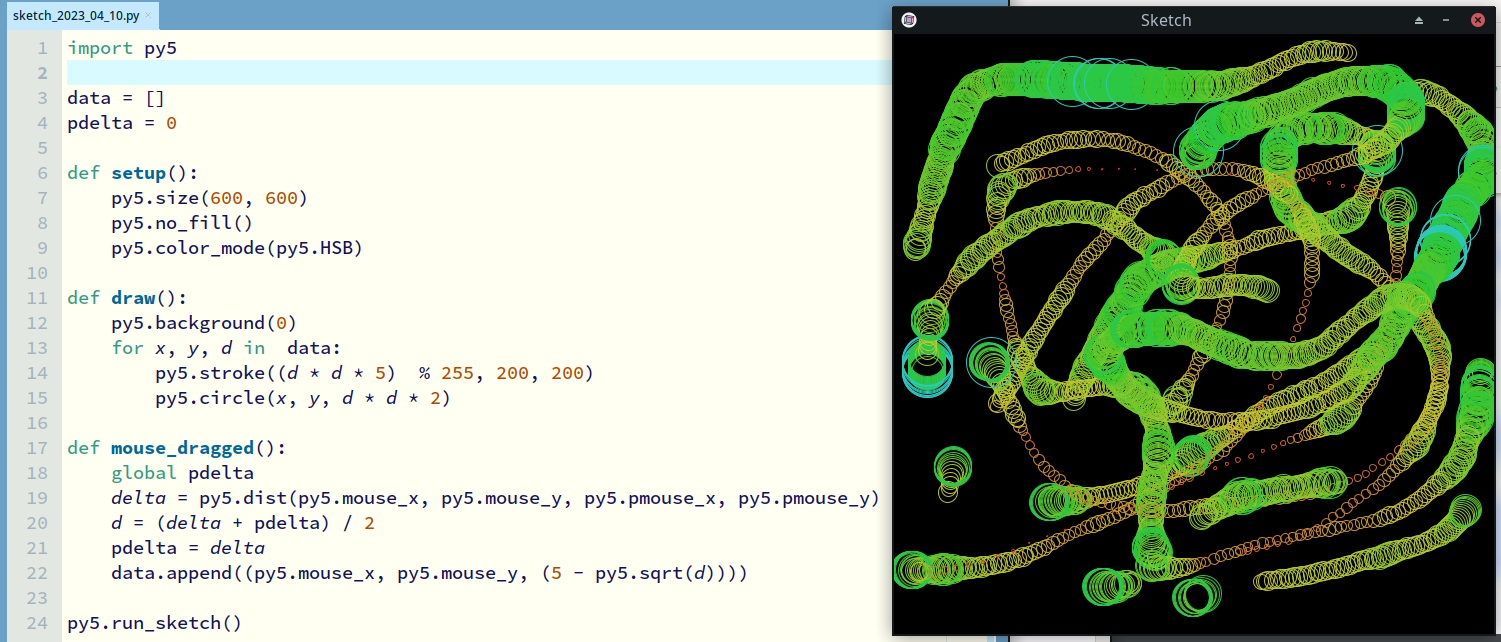 sketch_2023_04_10.py ×
Sketch
1 import py5
2
3 data = []
4 pdelta = 0
5
6 def setup():
7     py5.size(600, 600)
8     py5.no_fill()
9     py5.color_mode(py5.HSB)
10
11 def draw():
12     py5.background(0)
13     for x, y, d in  data:
14         py5.stroke((d * d * 5)  % 255, 200, 200)
15         py5.circle(x, y, d * d * 2)
16
17 def mouse_dragged():
18     global pdelta
19     delta = py5.dist(py5.mouse_x, py5.mouse_y, py5.pmouse_x, py5.pmouse_y)
20     d = (delta + pdelta) / 2
21     pdelta = delta
22     data.append((py5.mouse_x, py5.mouse_y, (5 - py5.sqrt(d))))
23
24 py5.run_sketch()